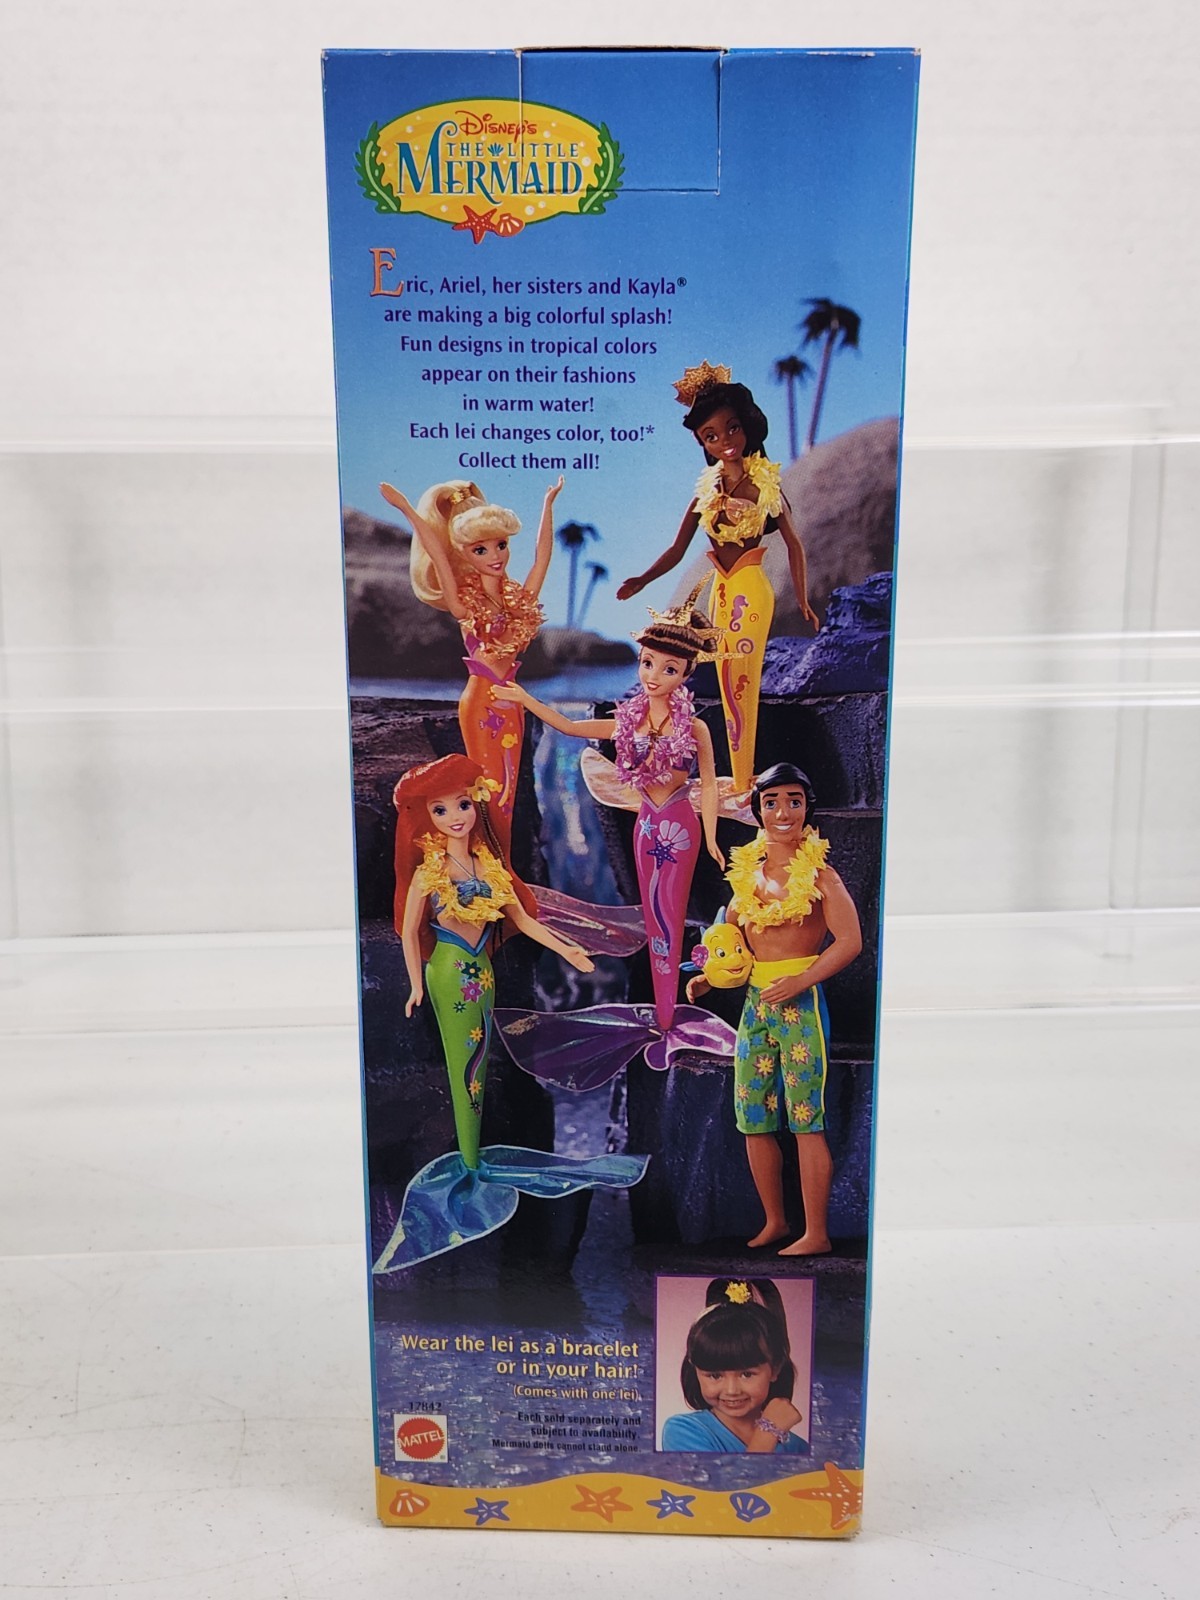 Disney's
THE LITTLE
MERMAID
Eric, Ariel, her sisters and Kayla®
are making a big colorful splash!
Fun designs in tropical colors
appear on their fashions
in warm water!
Each lei changes color, too!*
Collect them all!
Wear the lei as a bracelet
or in your hair!
(Comes with one lei)
17842
Each sold separately and
subject to availability.
Mermaid dolls cannot stand alone.
MATTEL
®